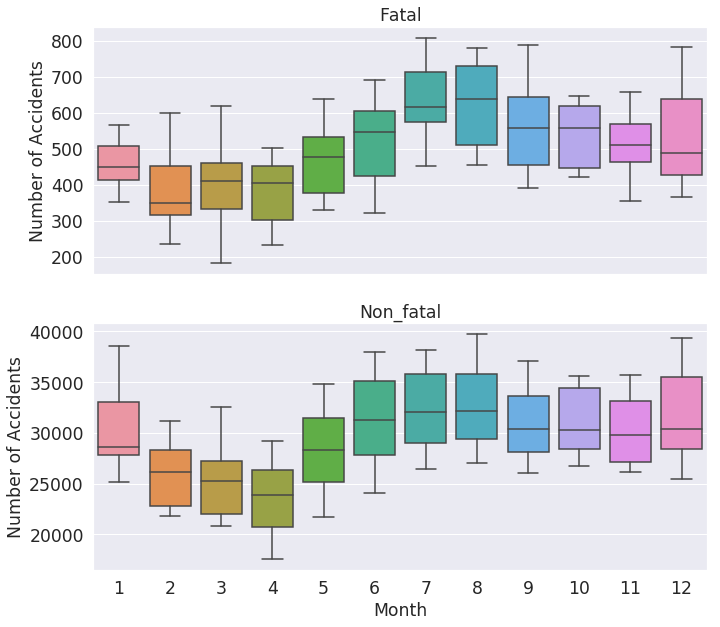 Fatal
Number of Accidents
800
700
600
500
400
300
200
Non_fatal
Number of Accidents
40000
35000
30000
25000
20000
1 2 3 4 5 6 7 8 9 10 11 12
Month